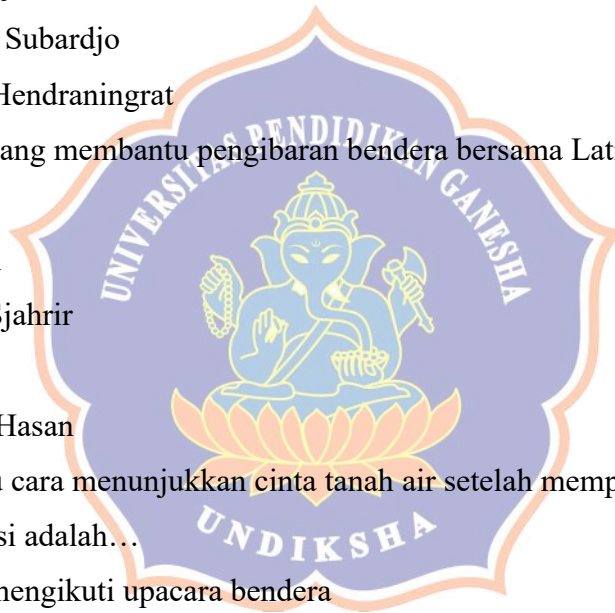 Subardjo
Hendraningrat
ang membantu pengibaran bendera bersama Lat
UNIVERSITAS PENDIDIKAN GANESHA
jahrir
Hasan
cara menunjukkan cinta tanah air setelah memp
si adalah…
UNDIKSHA
mengikuti upacara bendera